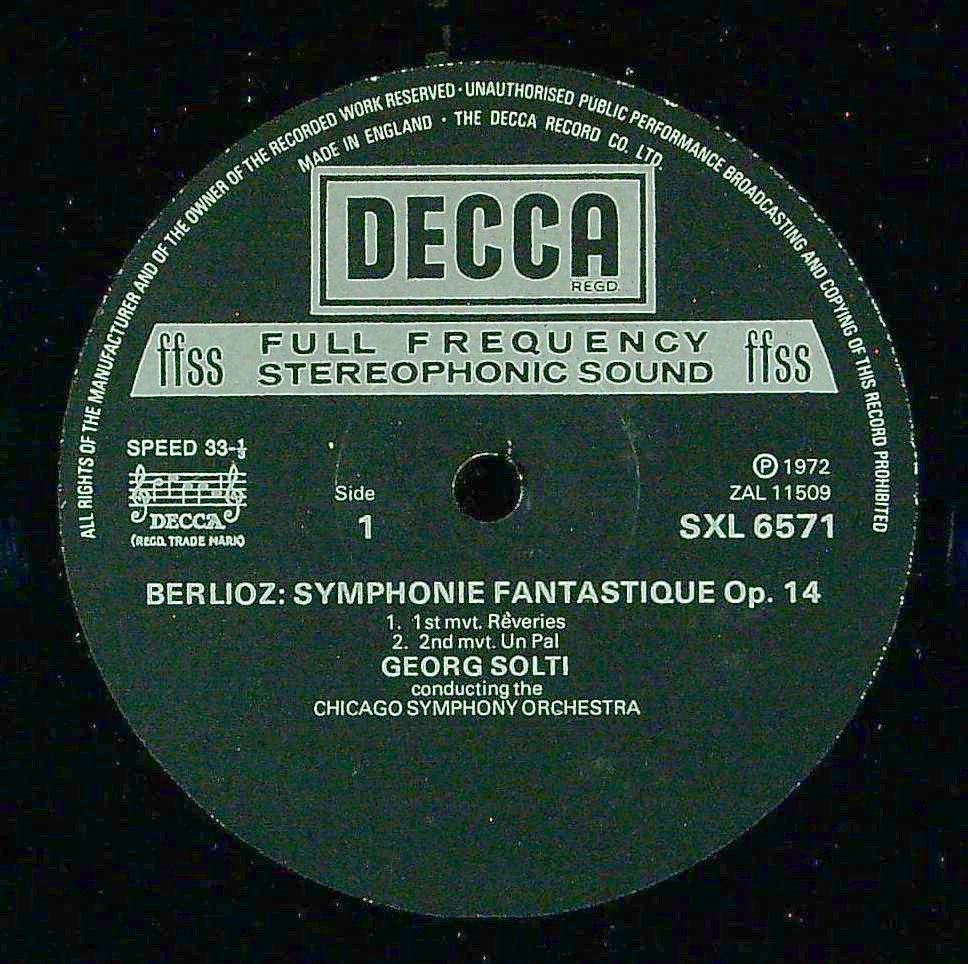 ALL RIGHTS OF THE MANUFACTURER AND OF THE OWNER OF THE RECORDED WORK RESERVED · UNAUTHORISED PUBLIC PERFORMANCE BROADCASTING AND COPYING OF THIS RECORD PROHIBITED
MADE IN ENGLAND · THE DECCA RECORD CO. LTD.
DECCA
REGD.
ffss FULL FREQUENCY ffss
STEREOPHONIC SOUND
SPEED 33-⅓
DECCA
(REGD. TRADE MARK)
Side
1
Ⓟ 1972
ZAL 11509
SXL 6571
BERLIOZ: SYMPHONIE FANTASTIQUE Op. 14
1. 1st mvt. Rêveries
2. 2nd mvt. Un Pal
GEORG SOLTI
conducting the
CHICAGO SYMPHONY ORCHESTRA